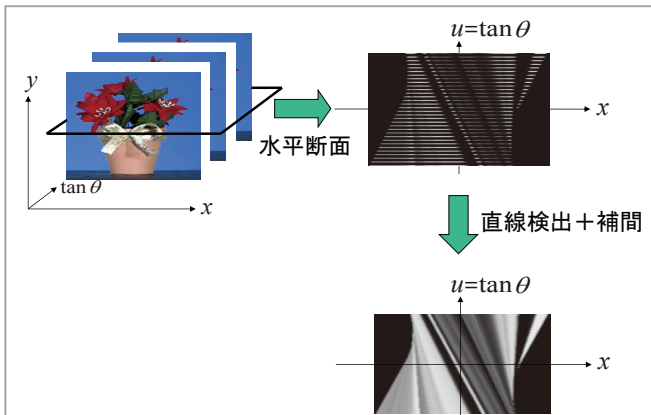 y
tanθ
x
水平断面
u=tanθ
x
直線検出＋補間
u=tanθ
x